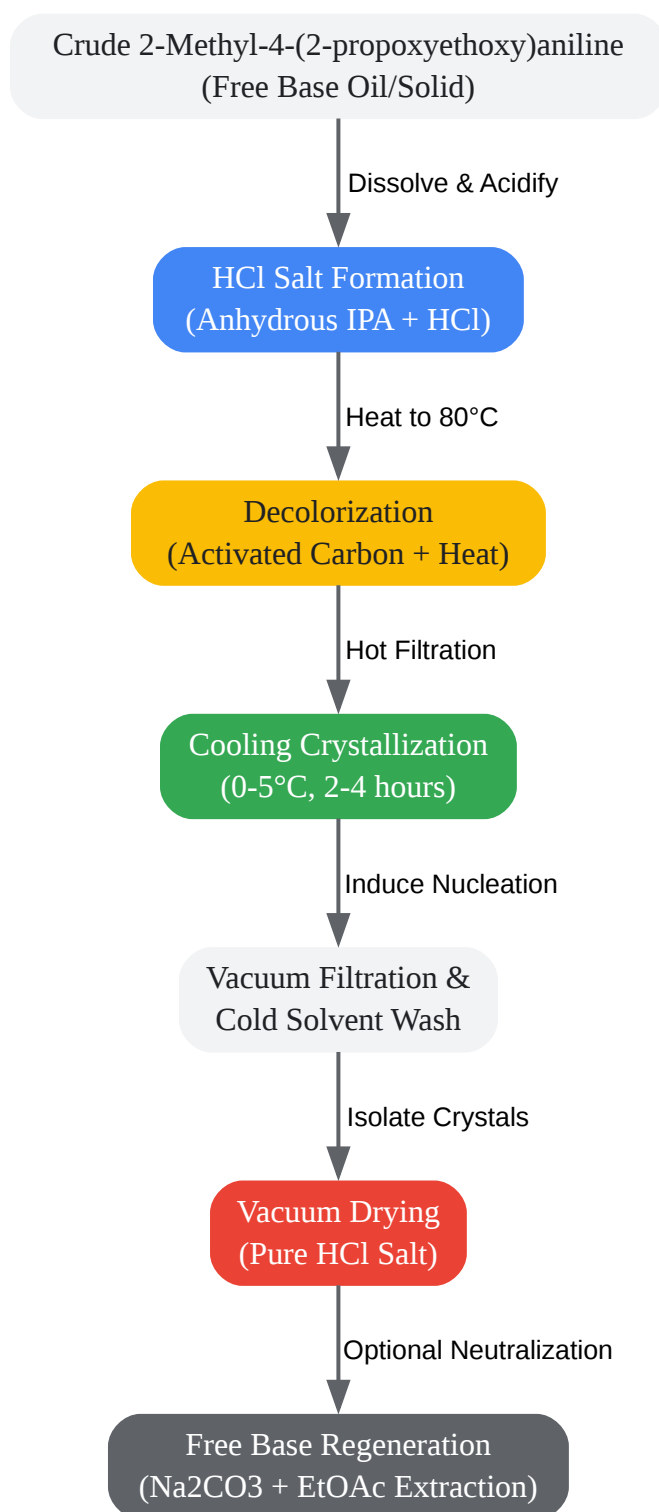 Crude 2-Methyl-4-(2-propoxyethoxy)aniline
(Free Base Oil/Solid)
Dissolve & Acidify
HCl Salt Formation
(Anhydrous IPA + HCl)
Heat to 80°C
Decolorization
(Activated Carbon + Heat)
Hot Filtration
Cooling Crystallization
(0-5°C, 2-4 hours)
Induce Nucleation
Vacuum Filtration &
Cold Solvent Wash
Isolate Crystals
Vacuum Drying
(Pure HCl Salt)
Optional Neutralization
Free Base Regeneration
(Na2CO3 + EtOAc Extraction)